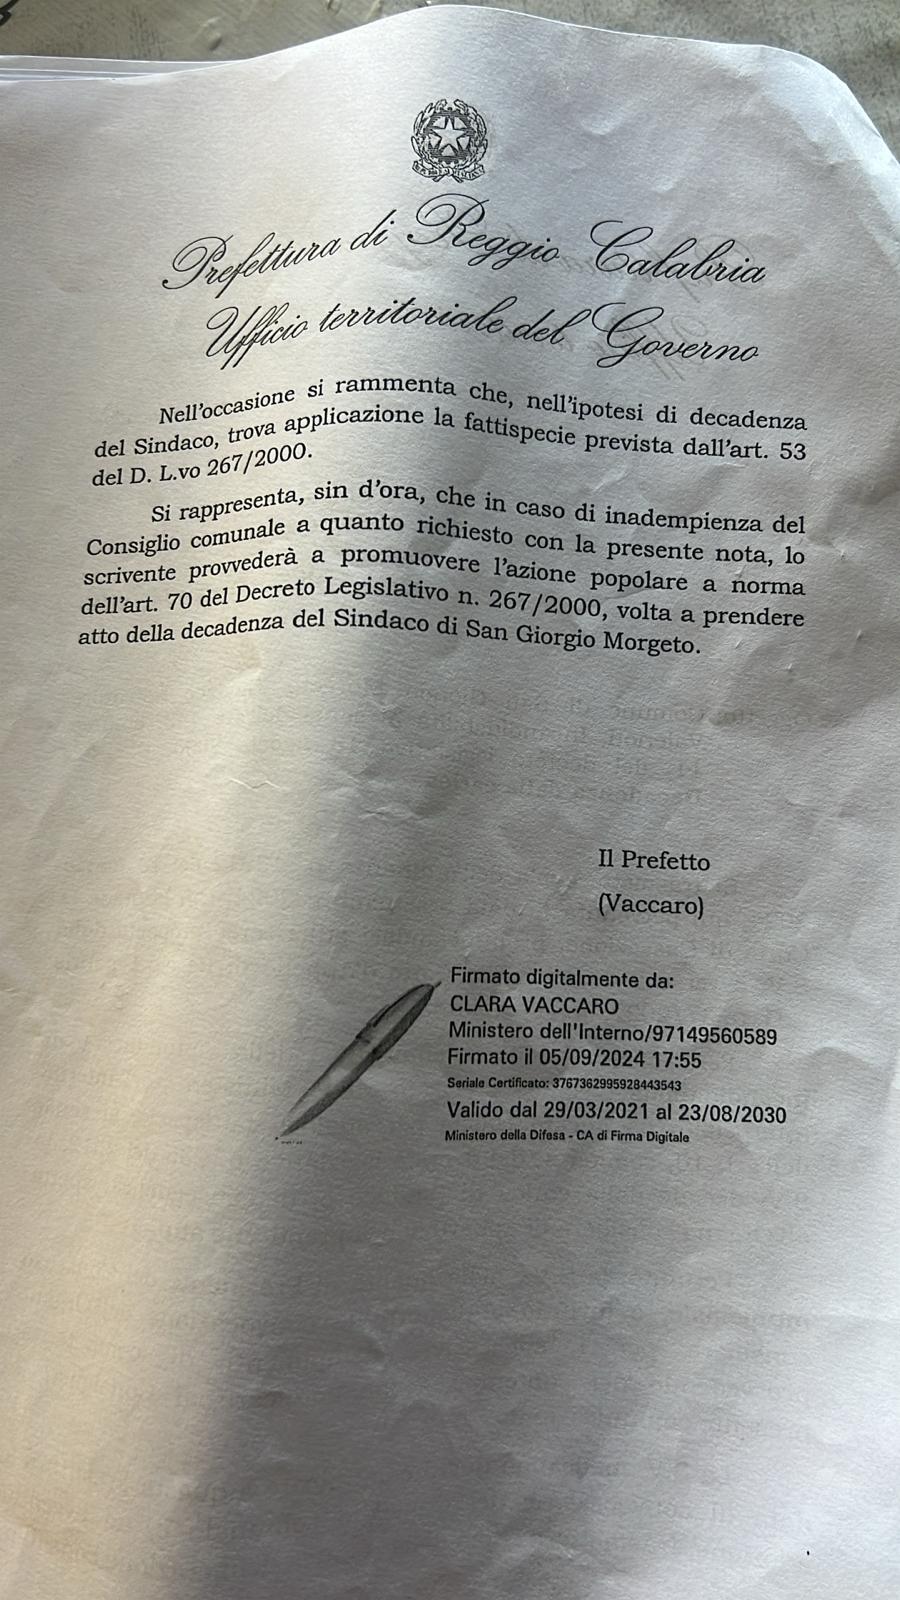 Prefettura di Reggio Calabria
Ufficio territoriale del Governo
Nell'occasione si rammenta che, nell'ipotesi di decadenza
del Sindaco, trova applicazione la fattispecie prevista dall'art. 53
del D. L.vo 267/2000.
Si rappresenta, sin d'ora, che in caso di inadempienza del
Consiglio comunale a quanto richiesto con la presente nota, lo
scrivente provvederà a promuovere l'azione popolare a norma
dell'art. 70 del Decreto Legislativo n. 267/2000, volta a prendere
atto della decadenza del Sindaco di San Giorgio Morgeto.
Il Prefetto
(Vaccaro)
Firmato digitalmente da:
CLARA VACCARO
Ministero dell'Interno/97149560589
Firmato il 05/09/2024 17:55
Seriale Certificato: 3767362995928443543
Valido dal 29/03/2021 al 23/08/2030
Ministero della Difesa - CA di Firma Digitale